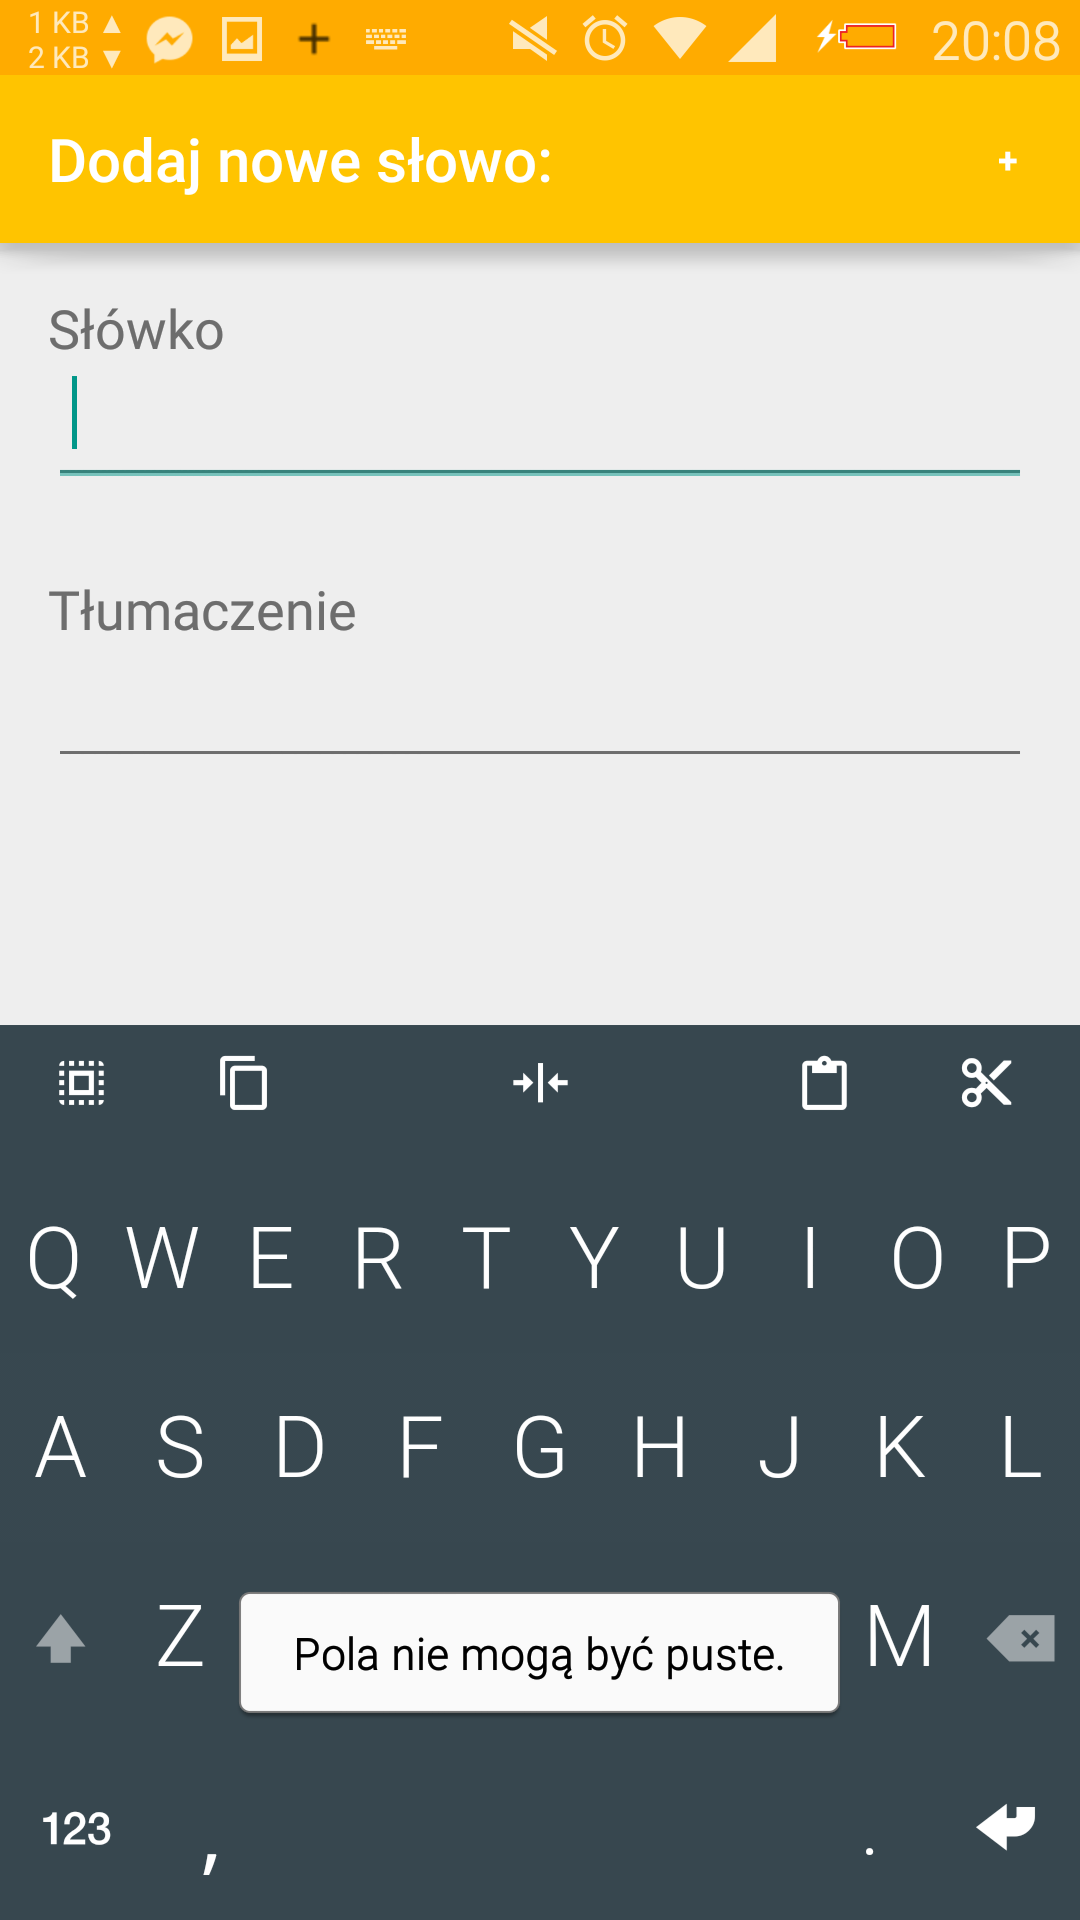 1 KB ▲
2 KB ▼
20:08
Dodaj nowe słowo:
+
Słówko
Tłumaczenie
Q W E R T Y U I O P
A S D F G H J K L
Z M
Pola nie mogą być puste.
123 , .